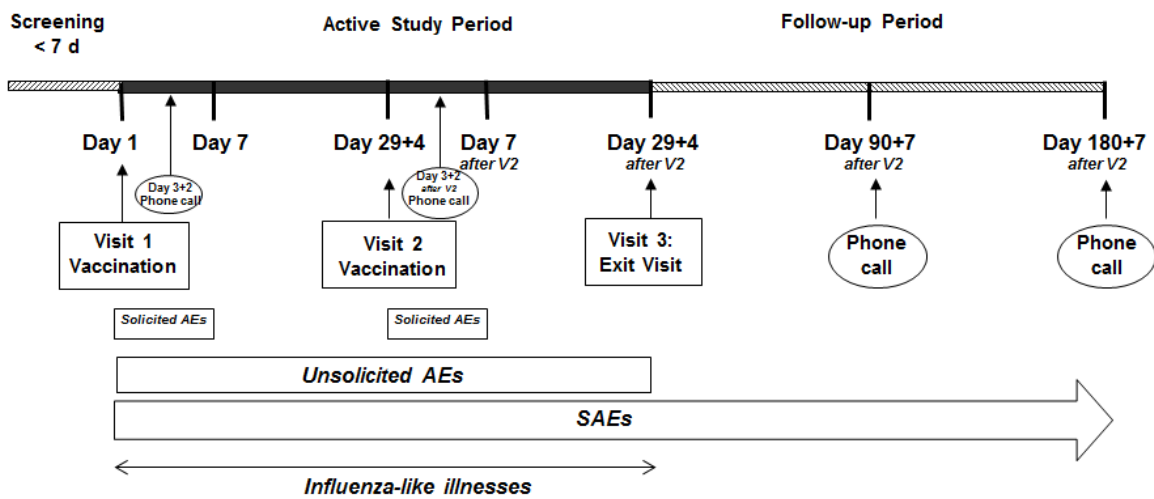 Screening
< 7 d
Active Study Period
Follow-up Period
Day 1
Day 7
Day 29+4
Day 7
after V2
Day 29+4
after V2
Day 90+7
after V2
Day 180+7
after V2
Day 3+2
Phone call
Day 3+2
after V2
Phone call
Visit 1
Vaccination
Visit 2
Vaccination
Visit 3:
Exit Visit
Phone
call
Phone
call
Solicited AEs
Solicited AEs
Unsolicited AEs
SAEs
Influenza-like illnesses